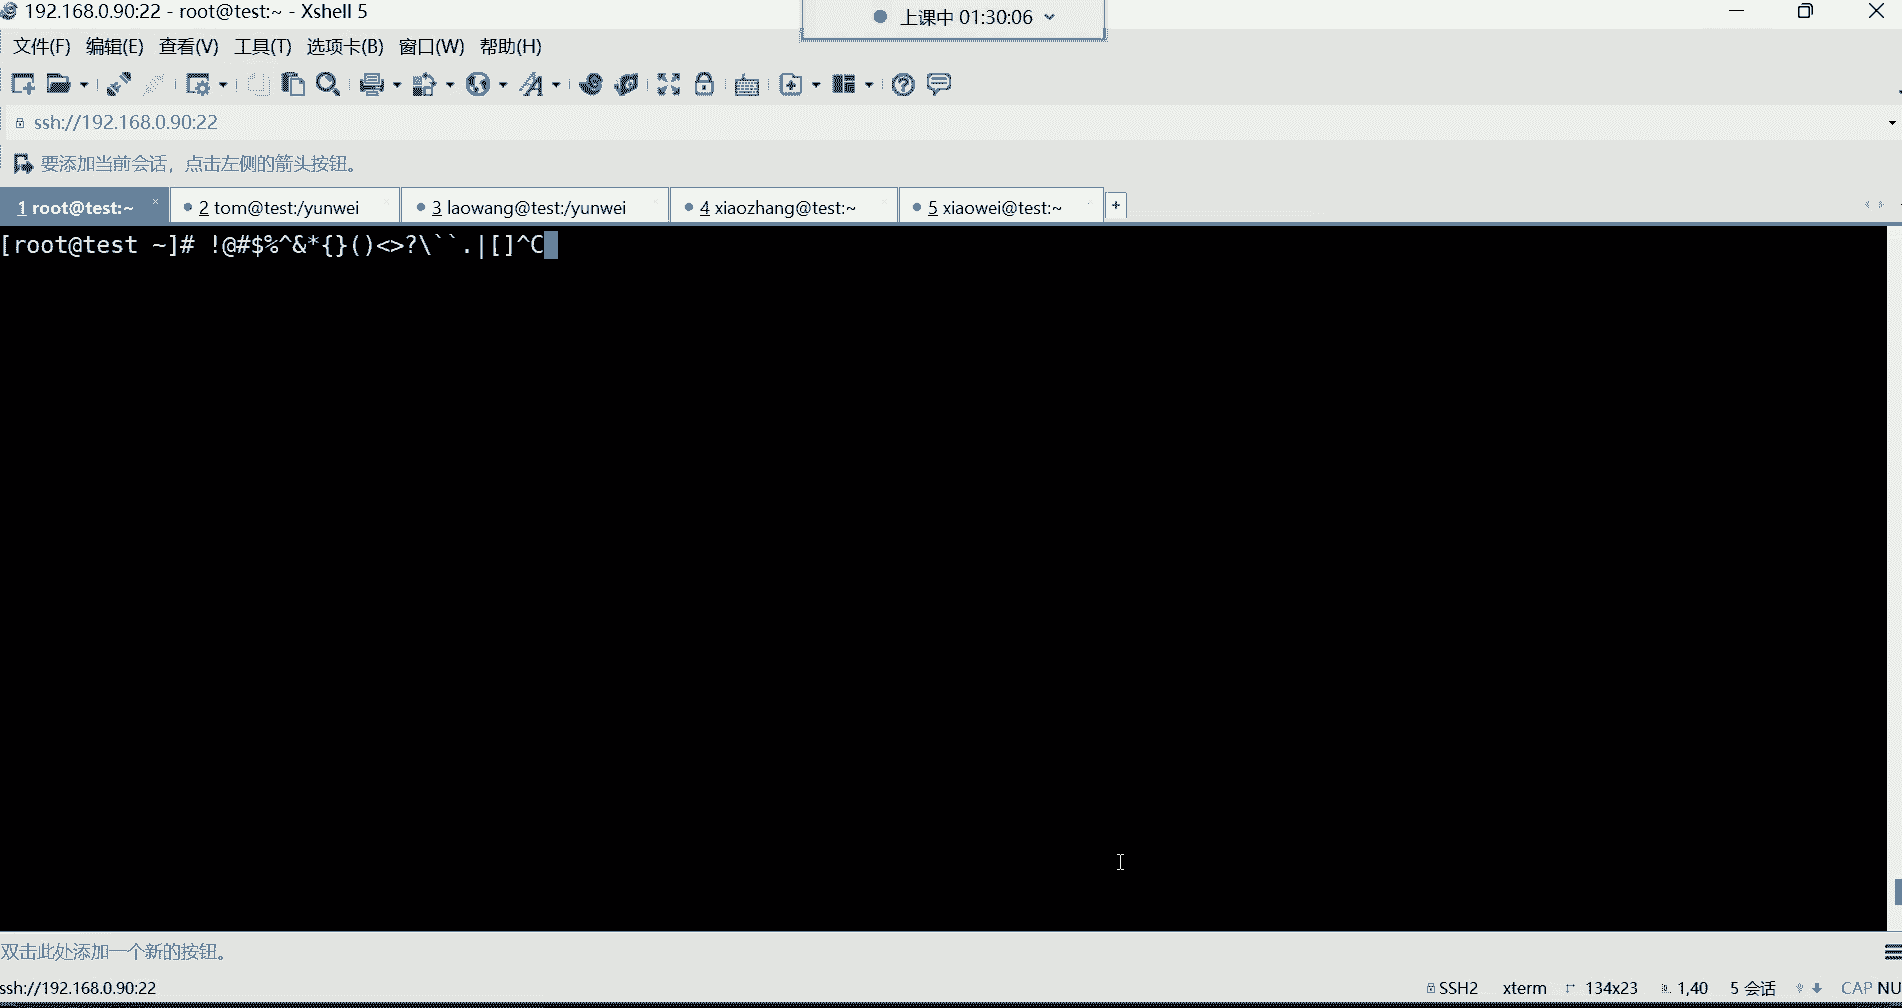 192.168.0.90:22 - root@test:~ - Xshell 5
上课中 01:30:06
文件(F) 编辑(E) 查看(V) 工具(T) 选项卡(B) 窗口(W) 帮助(H)
ssh://192.168.0.90:22
要添加当前会话，点击左侧的箭头按钮。
1 root@test:~ 2 tom@test:/yunwei 3 laowang@test:/yunwei 4 xiaozhang@test:~ 5 xiaowei@test:~
[root@test ~]# !@#$%^&*{}()<>?\``.|[]^C
双击此处添加一个新的按钮。
ssh://192.168.0.90:22 SSH2 xterm 134x23 1,40 5 会话 CAP NU